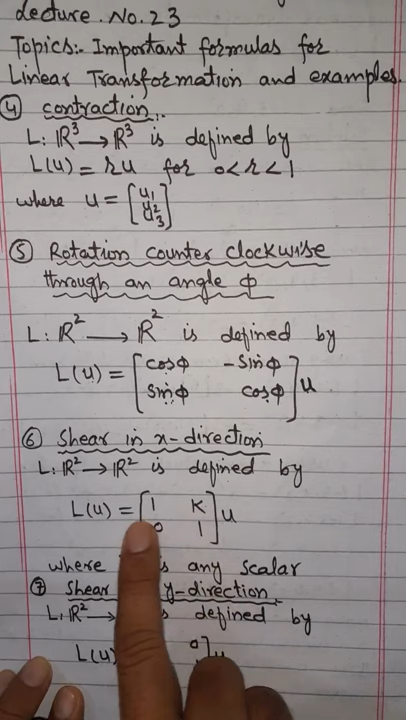 Lecture No. 23
Topics:- Important formulas for
Linear Transformation and examples.
④ contraction:-
L: ℝ³ → ℝ³ is defined by
L(u) = ru for 0<r<1
where u = [u₁ u₂ u₃]
⑤ Rotation counter clockwise
through an angle φ
L: ℝ² → ℝ² is defined by
L(u) = [cosφ -sinφ
sinφ cosφ] u
⑥ Shear in x-direction
L: ℝ² → ℝ² is defined by
L(u) = [1 K
0 1] u
where is any scalar
⑦ Shear y-direction
L: ℝ² → defined by
L(u) 0] u